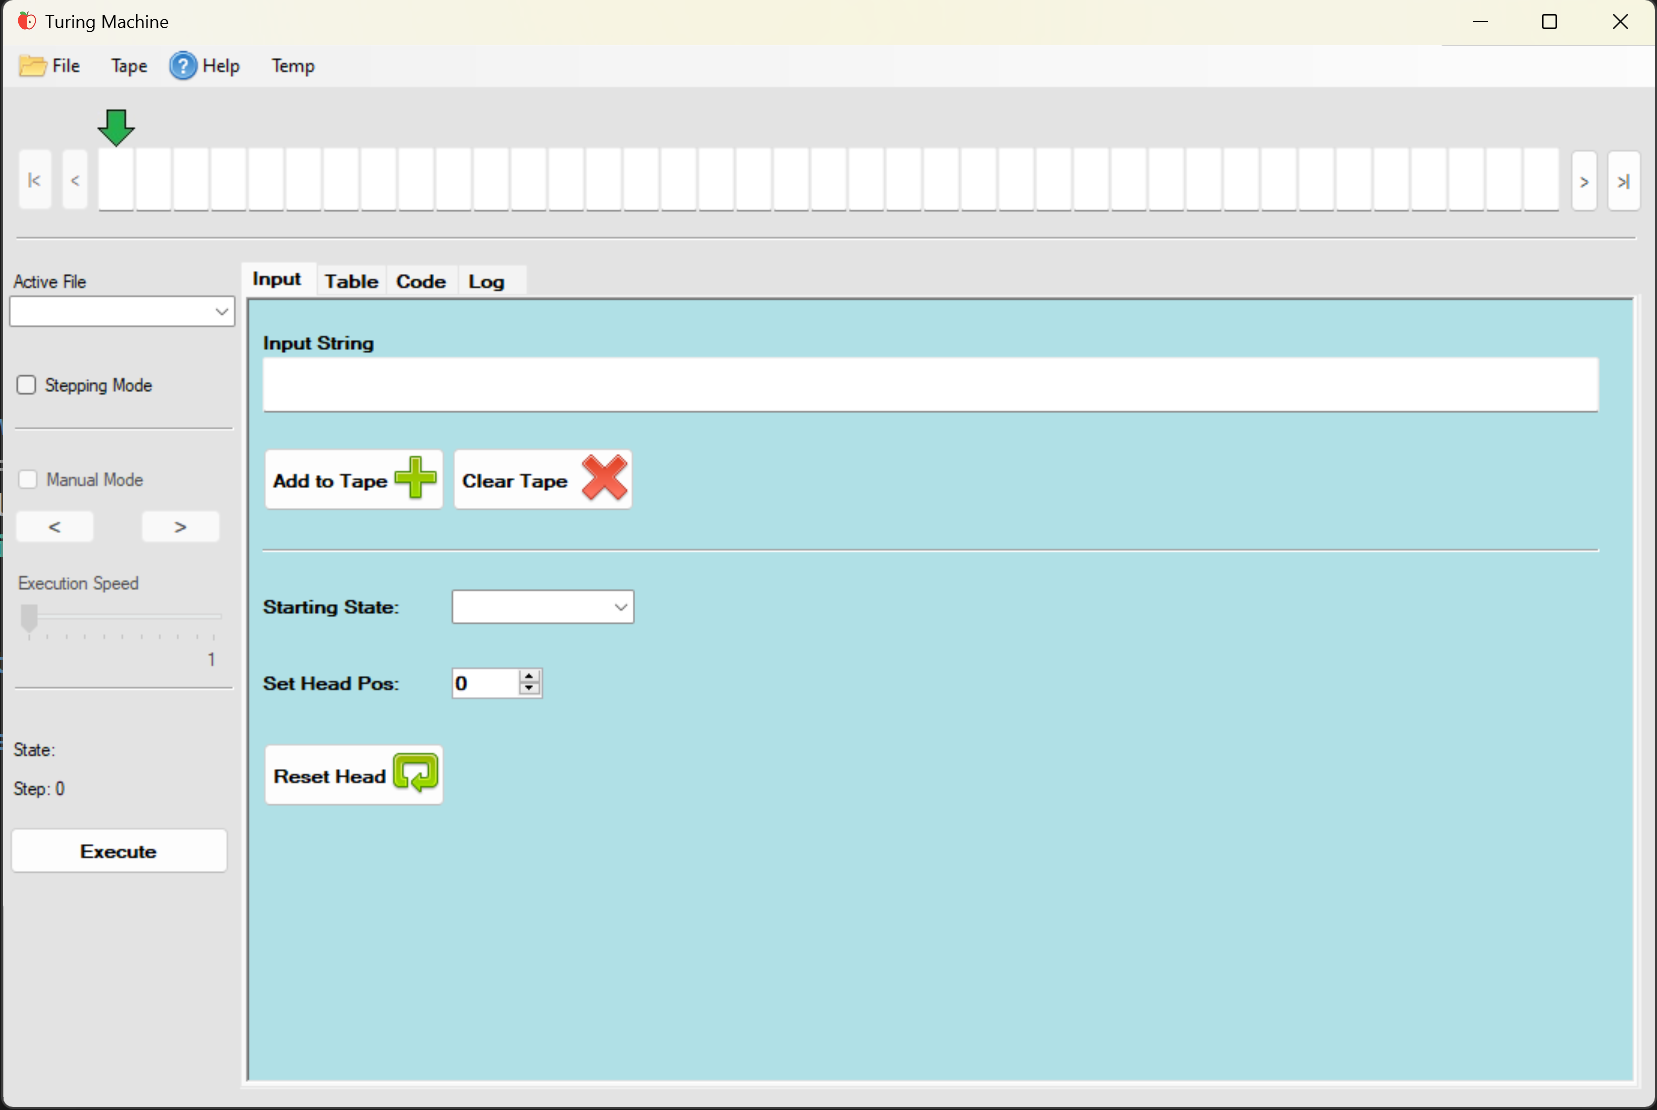 Turing Machine
File Tape Help Temp
|< < > >|
Active File
Input Table Code Log
Input String
Stepping Mode
Manual Mode
Add to Tape Clear Tape
< >
Execution Speed
Starting State:
1
Set Head Pos: 0
State:
Reset Head
Step: 0
Execute